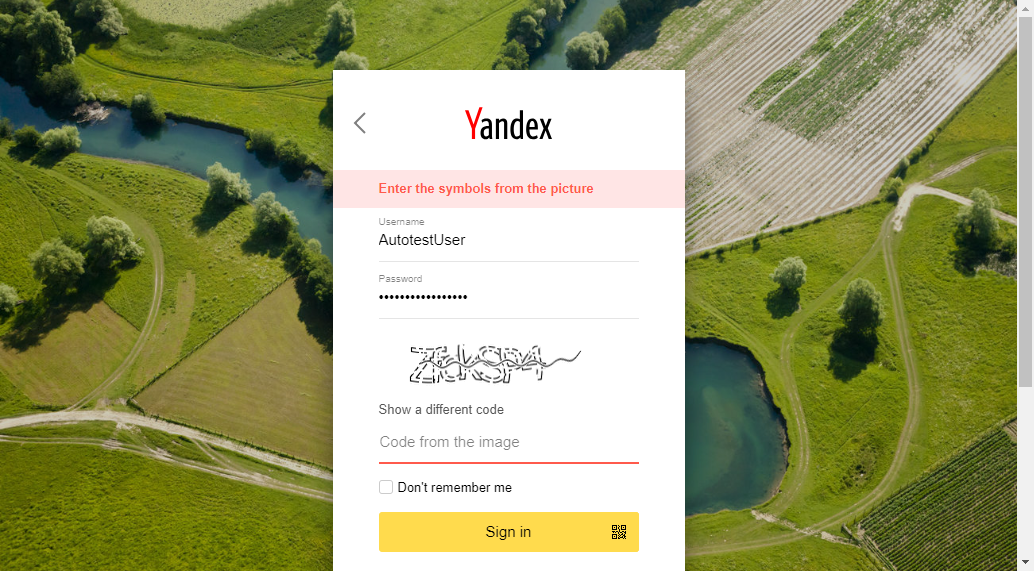 Yandex
Enter the symbols from the picture
Username
AutotestUser
Password
•••••••••••••••••
Show a different code
Code from the image
Don't remember me
Sign in